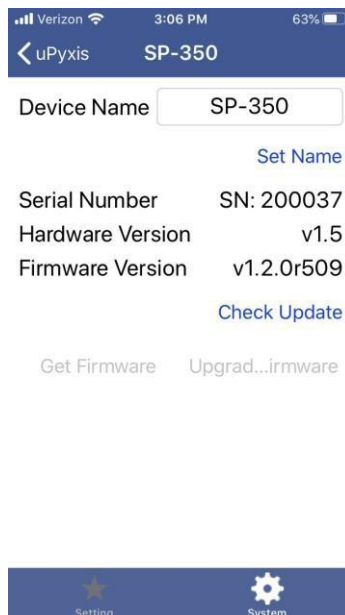 Verizon 3:06 PM 63%
uPyxis SP-350
Device Name SP-350
Set Name
Serial Number SN: 200037
Hardware Version v1.5
Firmware Version v1.2.0r509
Check Update
Get Firmware Upgrad...irmware
Setting System